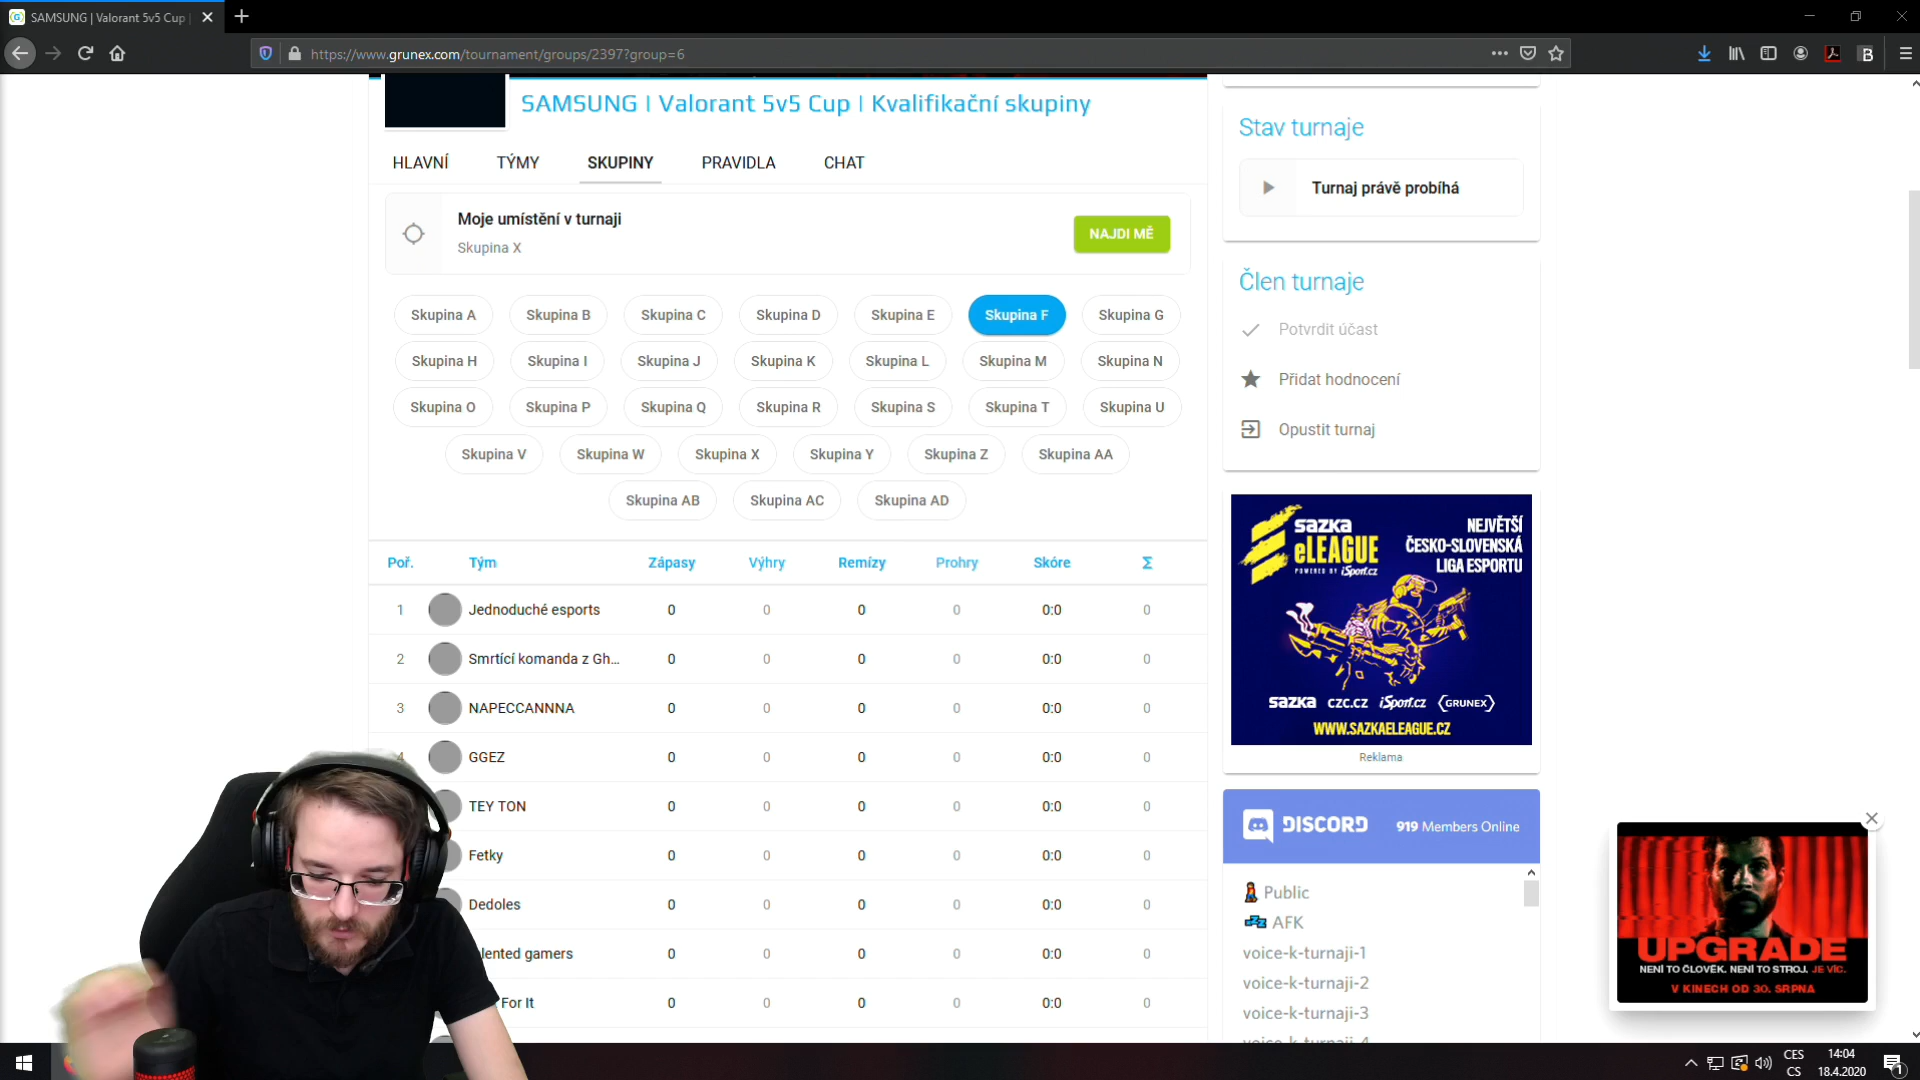 SAMSUNG | Valorant 5v5 Cup |
https://www.grunex.com/tournament/groups/2397?group=6
SAMSUNG | Valorant 5v5 Cup | Kvalifikační skupiny
HLAVNÍ TÝMY SKUPINY PRAVIDLA CHAT
Moje umístění v turnaji
Skupina X
NAJDI MĚ
Skupina A Skupina B Skupina C Skupina D Skupina E Skupina F Skupina G
Skupina H Skupina I Skupina J Skupina K Skupina L Skupina M Skupina N
Skupina O Skupina P Skupina Q Skupina R Skupina S Skupina T Skupina U
Skupina V Skupina W Skupina X Skupina Y Skupina Z Skupina AA
Skupina AB Skupina AC Skupina AD
Poř. Tým Zápasy Výhry Remízy Prohry Skóre Σ
1 Jednoduché esports 0 0 0 0 0:0 0
2 Smrtící komanda z Gh... 0 0 0 0 0:0 0
3 NAPECCANNNA 0 0 0 0 0:0 0
4 GGEZ 0 0 0 0 0:0 0
TEY TON 0 0 0 0 0:0 0
Fetky 0 0 0 0 0:0 0
Dedoles 0 0 0 0 0:0 0
lented gamers 0 0 0 0 0:0 0
For It 0 0 0 0 0:0 0
Stav turnaje
Turnaj právě probíhá
Člen turnaje
Potvrdit účast
Přidat hodnocení
Opustit turnaj
sazka
eLEAGUE
POWERED BY iSport.cz
NEJVĚTŠÍ
ČESKO-SLOVENSKÁ
LIGA ESPORTU
sazka czc.cz iSport.cz GRUNEX
WWW.SAZKAELEAGUE.CZ
Reklama
DISCORD 919 Members Online
Public
AFK
voice-k-turnaji-1
voice-k-turnaji-2
voice-k-turnaji-3
voice-k-turnaji-4
UPGRADE
NENÍ TO ČLOVĚK. NENÍ TO STROJ. JE VÍC.
V KINECH OD 30. SRPNA
CES
CS
14:04
18.4.2020
1